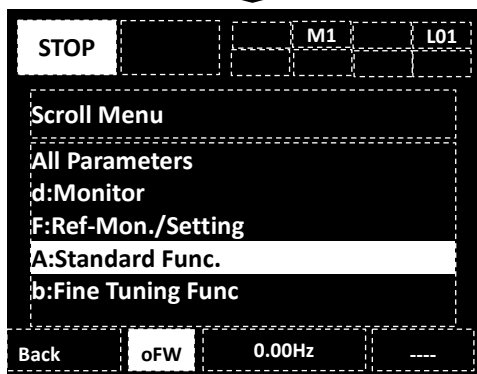 STOP M1 L01
Scroll Menu
All Parameters
d:Monitor
F:Ref-Mon./Setting
A:Standard Func.
b:Fine Tuning Func
Back oFW 0.00Hz ----